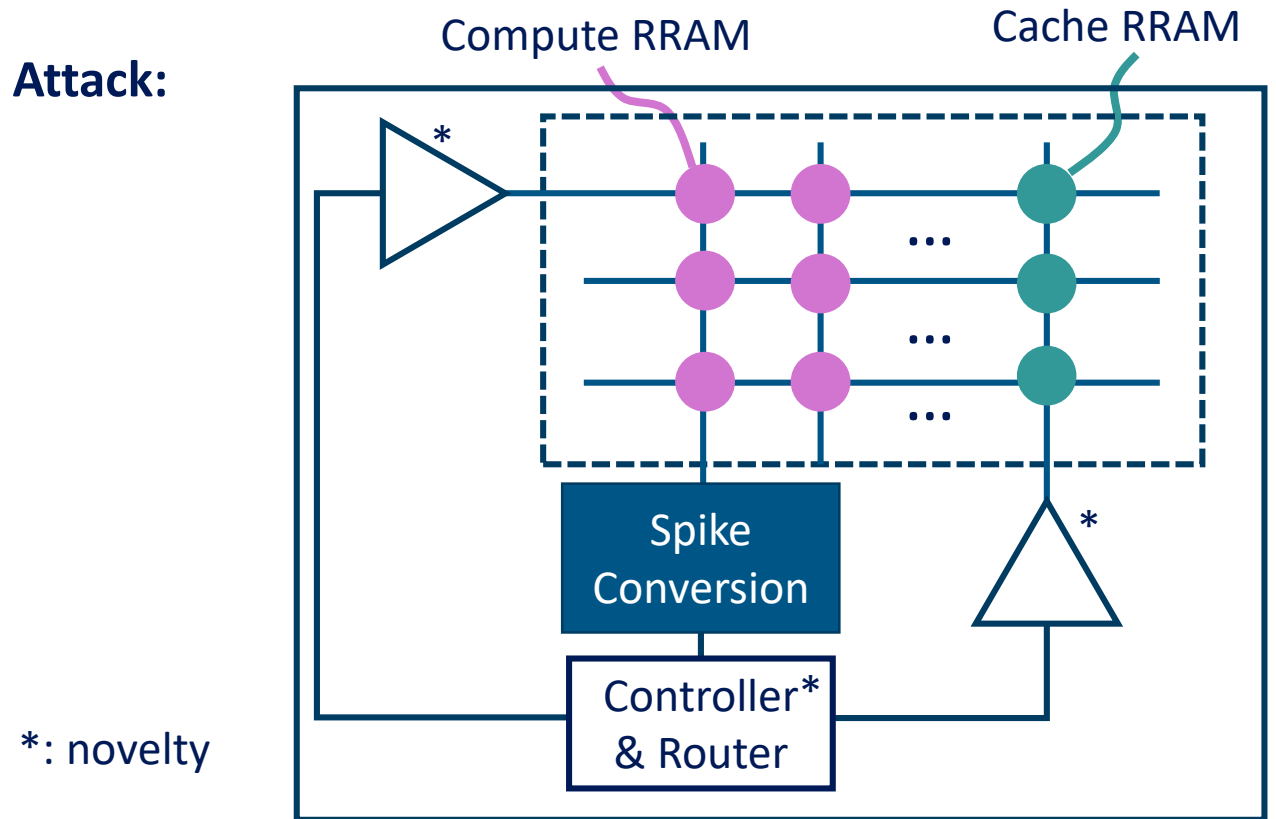 Compute RRAM
Cache RRAM
Attack:
*
...
...
...
*
Spike
Conversion
Controller*
& Router
*: novelty